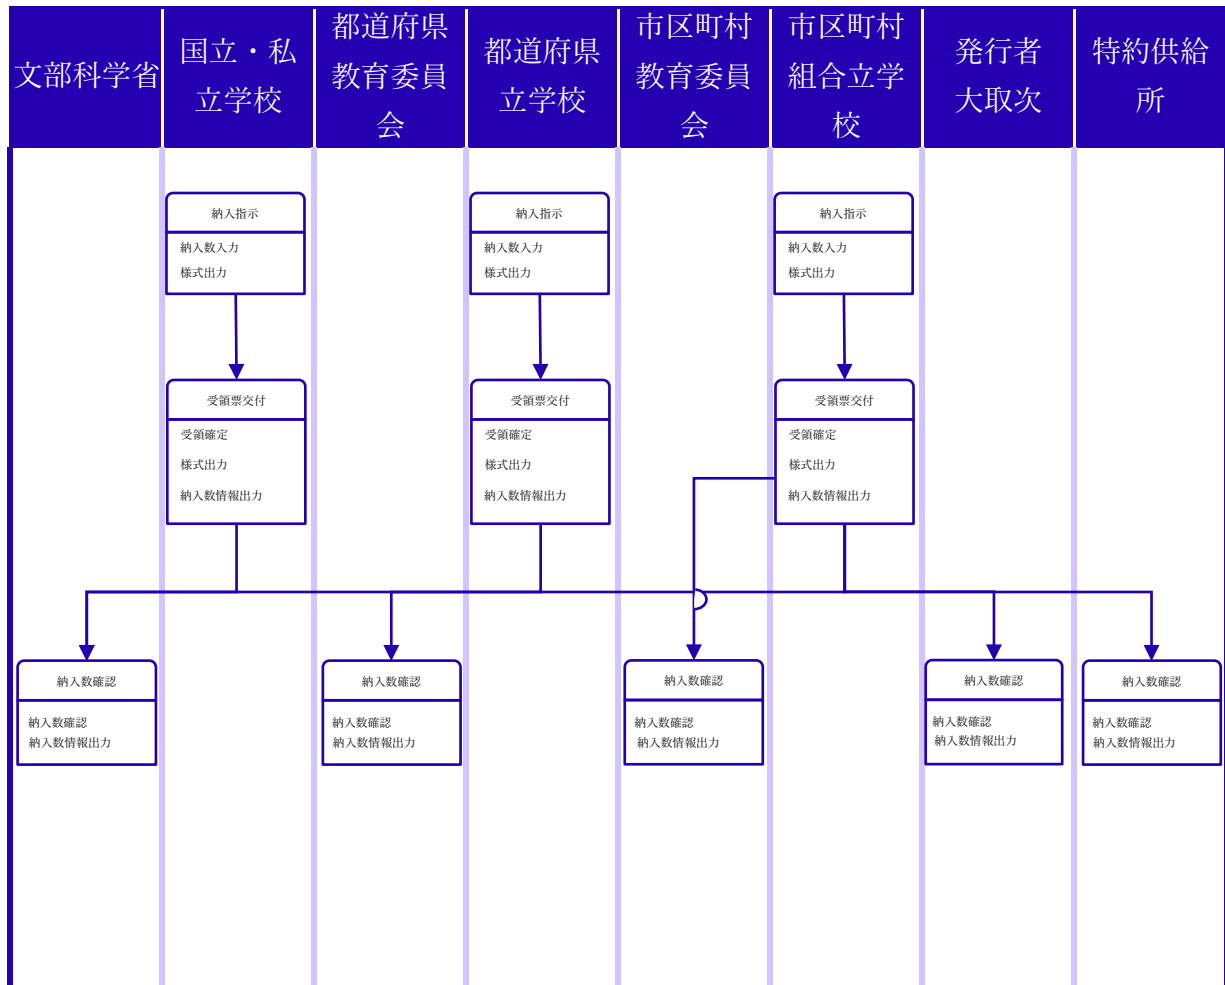 文部科学省
国立・私
立学校
都道府県
教育委員
会
都道府県
立学校
市区町村
教育委員
会
市区町村
組合立学
校
発行者
大取次
特約供給
所
納入指示
納入数入力
様式出力
納入指示
納入数入力
様式出力
納入指示
納入数入力
様式出力
受領票交付
受領確定
様式出力
納入数情報出力
受領票交付
受領確定
様式出力
納入数情報出力
受領票交付
受領確定
様式出力
納入数情報出力
納入数確認
納入数確認
納入数情報出力
納入数確認
納入数確認
納入数情報出力
納入数確認
納入数確認
納入数情報出力
納入数確認
納入数確認
納入数情報出力
納入数確認
納入数確認
納入数情報出力